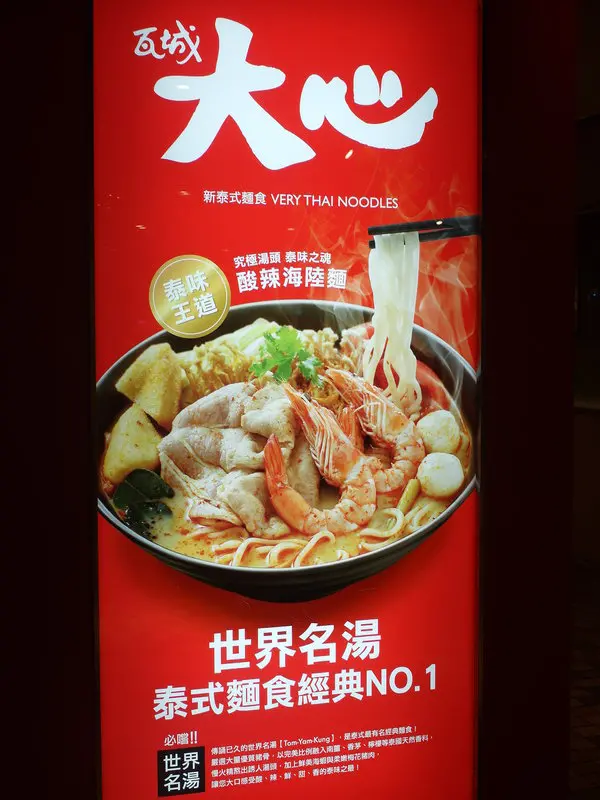 瓦城
大心
新泰式麵食 VERY THAI NOODLES
究極湯頭 泰味之魂
酸辣海陸麵
泰味
王道
世界名湯
泰式麵食經典NO.1
必嚐!!
世界
名湯
傳誦已久的世界名湯【Tom-Yam-Kung】，是泰式最有名經典麵食！
嚴選大量優質豬骨，以完美比例融入南薑、香茅、檸檬等泰國天然香料，
慢火精熬出誘人湯頭，加上鮮美海蝦與柔嫩梅花豬肉，
讓您大口感受酸、辣、鮮、甜、香的泰味之最！